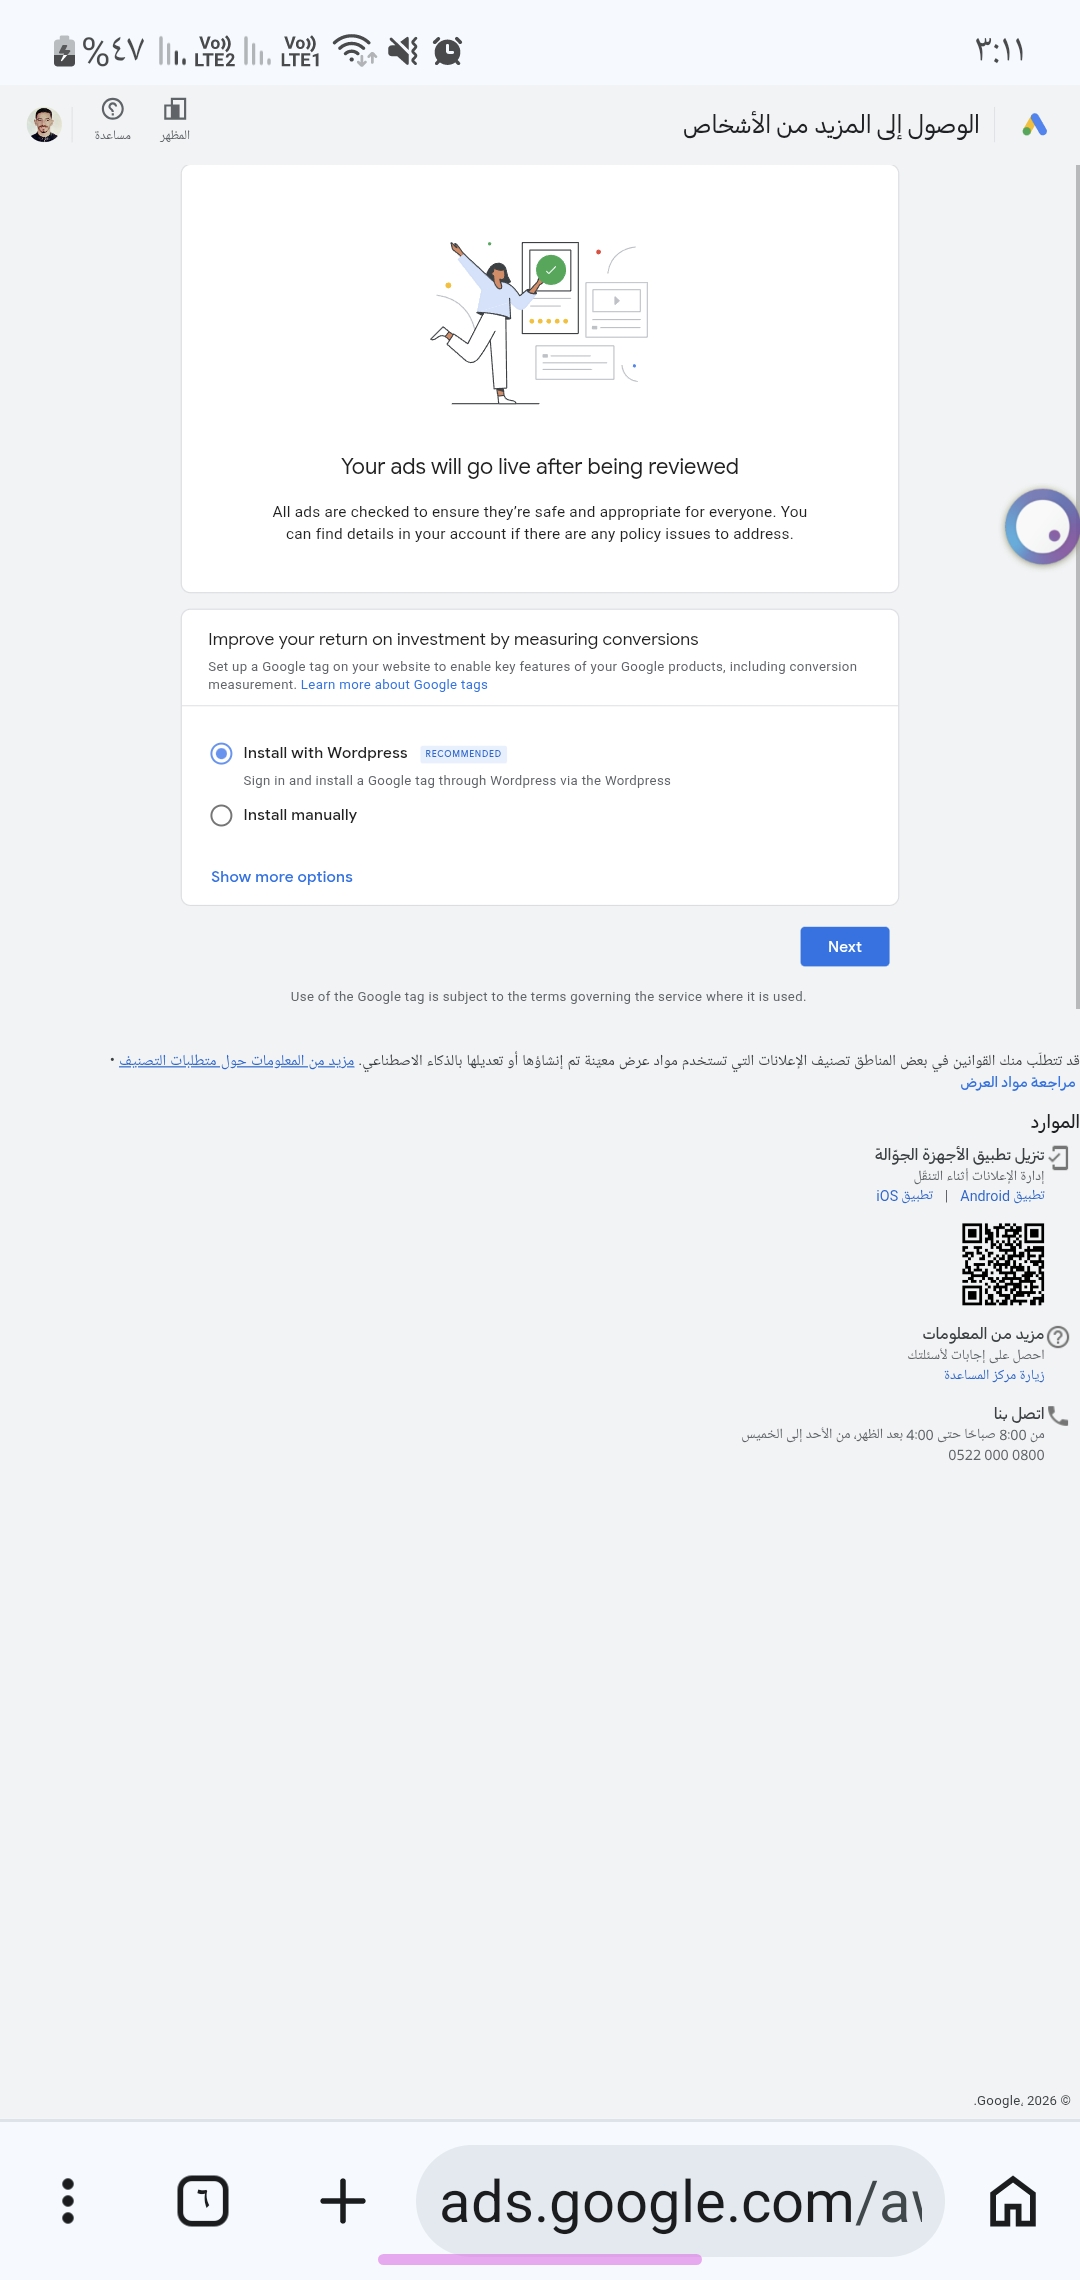 ٣:١١
Vo)) LTE1
Vo)) LTE2
%٤٧
الوصول إلى المزيد من الأشخاص
المظهر
مساعدة
Your ads will go live after being reviewed
All ads are checked to ensure they're safe and appropriate for everyone. You
can find details in your account if there are any policy issues to address.
Improve your return on investment by measuring conversions
Set up a Google tag on your website to enable key features of your Google products, including conversion
measurement. Learn more about Google tags
Install with Wordpress RECOMMENDED
Sign in and install a Google tag through Wordpress via the Wordpress
Install manually
Show more options
Next
Use of the Google tag is subject to the terms governing the service where it is used.
قد تتطلّب منك القوانين في بعض المناطق تصنيف الإعلانات التي تستخدم مواد عرض معيّنة تم إنشاؤها أو تعديلها بالذكاء الاصطناعي. مزيد من المعلومات حول متطلبات التصنيف •
مراجعة مواد العرض
الموارد
تنزيل تطبيق الأجهزة الجوّالة
إدارة الإعلانات أثناء التنقّل
تطبيق Android | تطبيق iOS
مزيد من المعلومات
احصل على إجابات لأسئلتك
زيارة مركز المساعدة
اتصل بنا
من 8:00 صباحًا حتى 4:00 بعد الظهر، من الأحد إلى الخميس
0522 000 0800
© Google, 2026.
٦
ads.google.com/aw